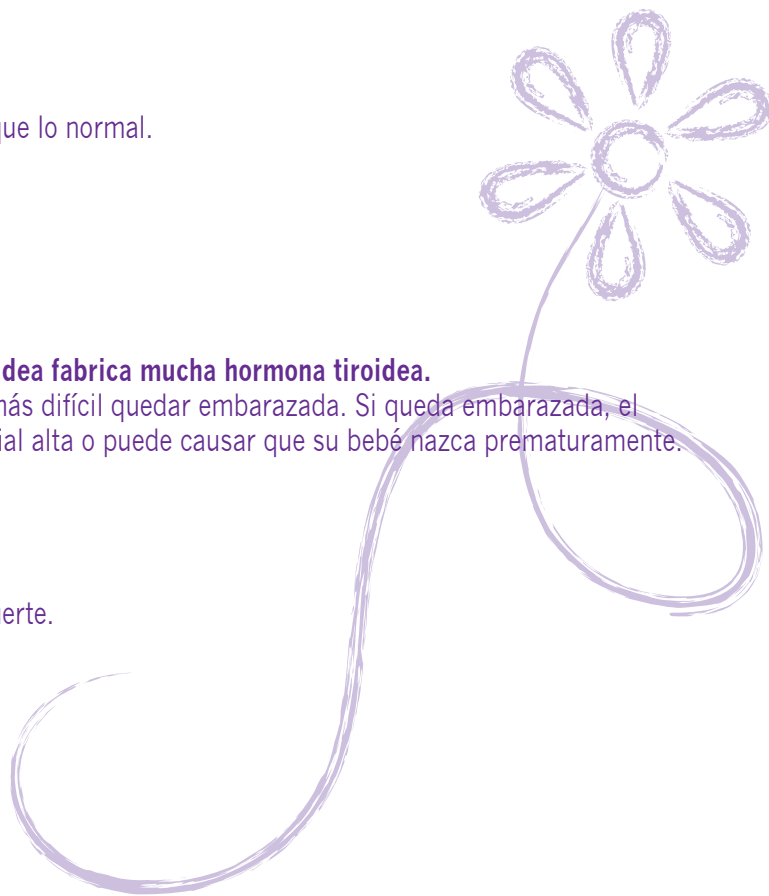 que lo normal.
dea fabrica mucha hormona tiroidea.
más difícil quedar embarazada. Si queda embarazada, el
ial alta o puede causar que su bebé nazca prematuramente.
erte.